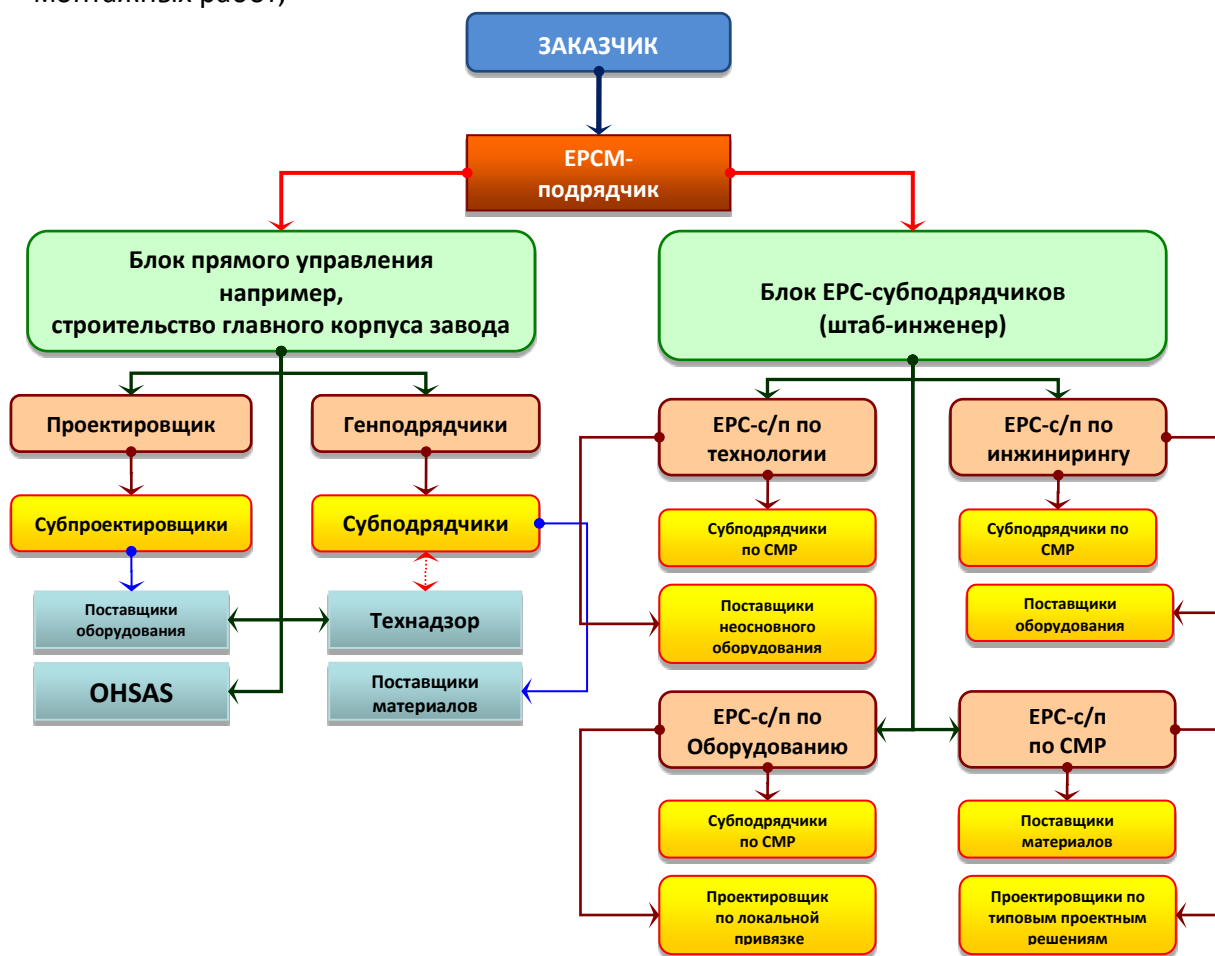 монтажных работ;
ЗАКАЗЧИК
EPCM-
подрядчик
Блок прямого управления
например,
строительство главного корпуса завода
Блок EPC-субподрядчиков
(штаб-инженер)
Проектировщик
Генподрядчики
EPC-с/п по
технологии
EPC-с/п по
инжинирингу
Субпроектировщики
Субподрядчики
Субподрядчики
по СМР
Субподрядчики по
СМР
Поставщики
оборудования
Технадзор
Поставщики
неосновного
оборудования
Поставщики
оборудования
OHSAS
Поставщики
материалов
EPC-с/п по
Оборудованию
EPC-с/п
по СМР
Субподрядчики
по СМР
Поставщики
материалов
Проектировщик
по локальной
привязке
Проектировщики по
типовым проектным
решениям